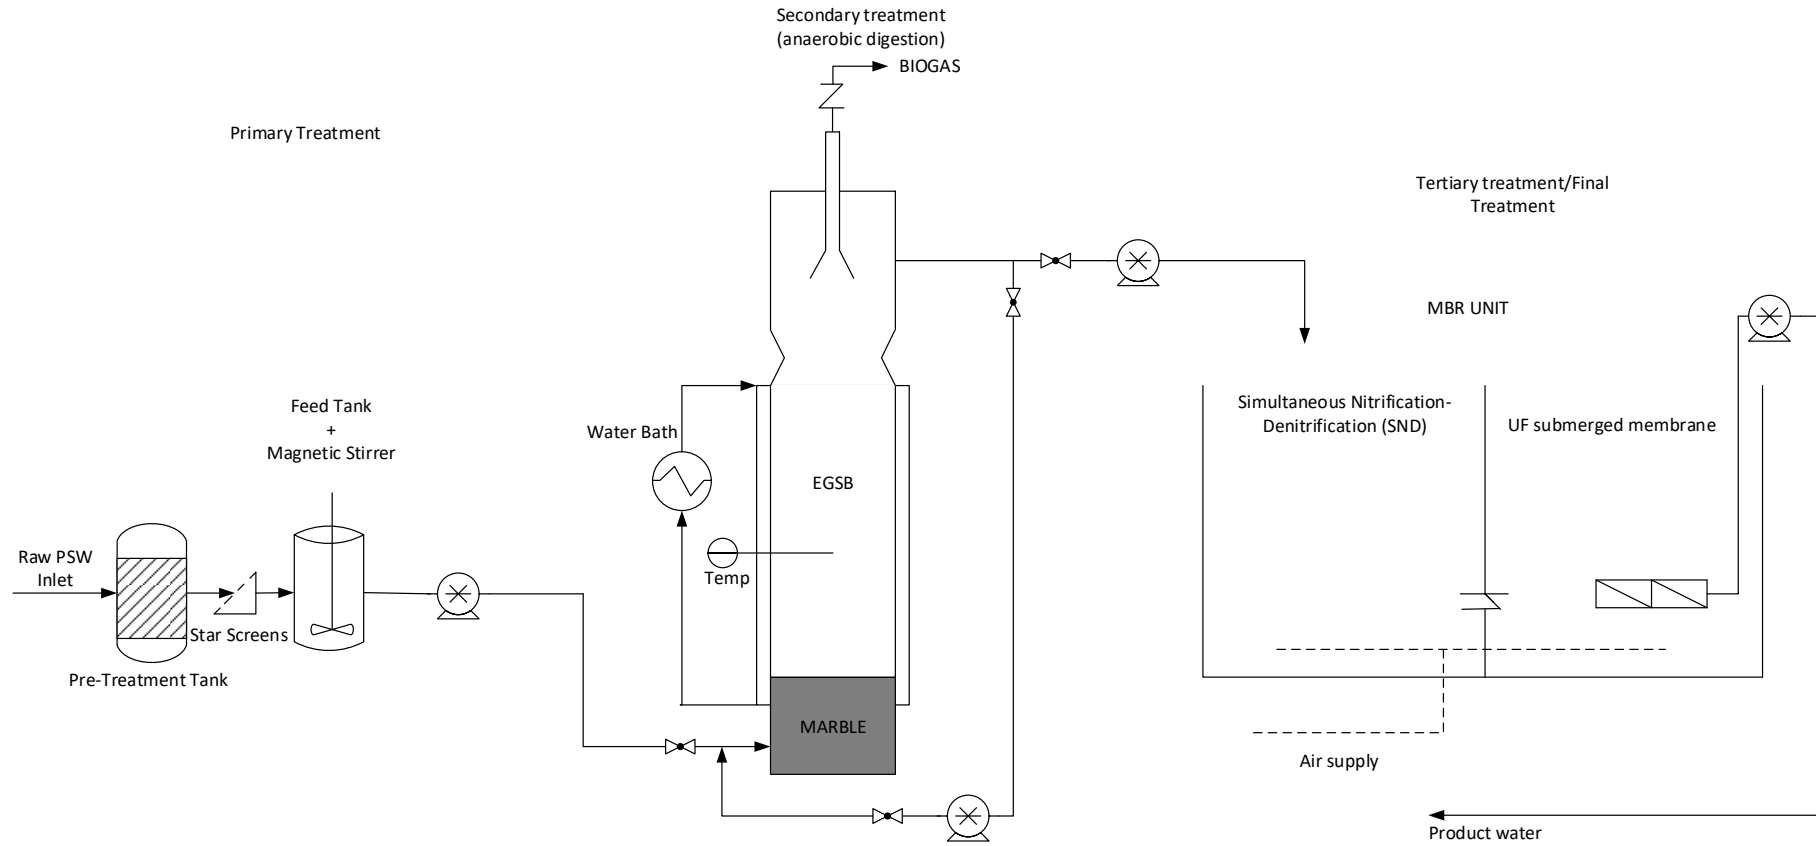 Secondary treatment
(anaerobic digestion)
BIOGAS
Primary Treatment
Tertiary treatment/Final
Treatment
MBR UNIT
Feed Tank
+
Magnetic Stirrer
Water Bath
Simultaneous Nitrification-
Denitrification (SND)
UF submerged membrane
EGSB
Raw PSW
Inlet
Temp
Star Screens
Pre-Treatment Tank
MARBLE
Air supply
Product water